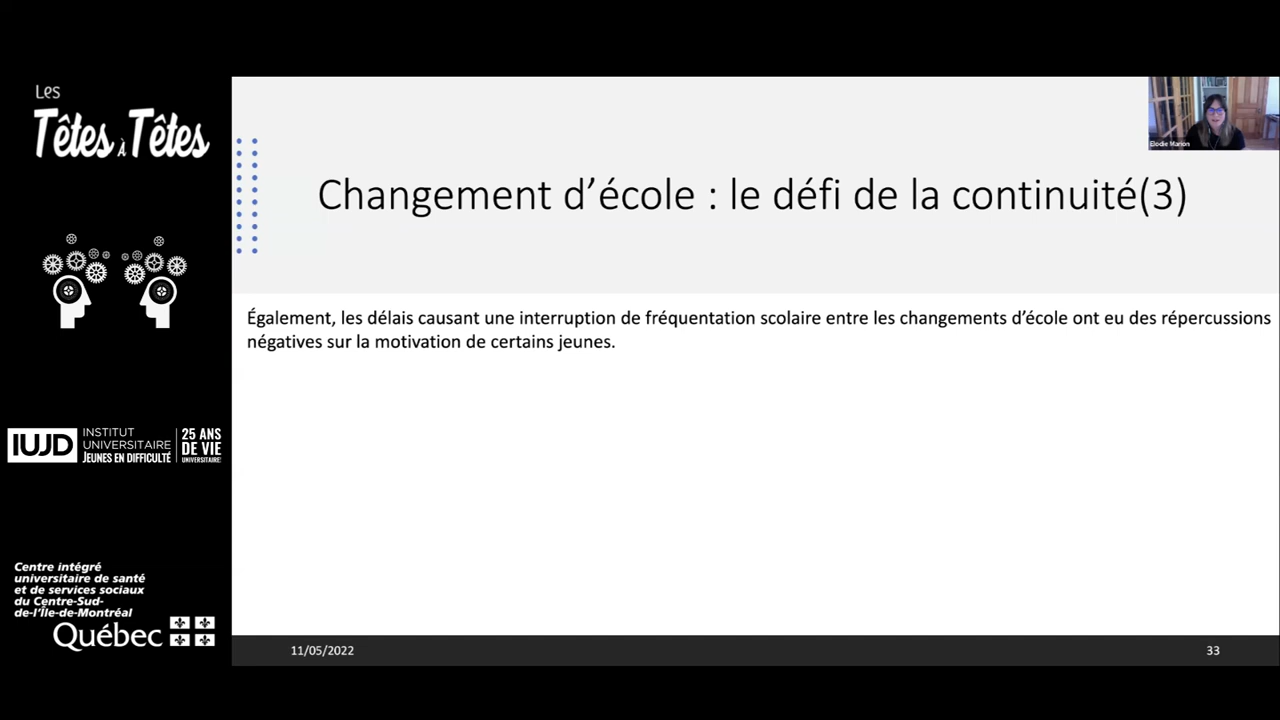 Les
Têtes à Têtes
IUJD
INSTITUT
UNIVERSITAIRE
JEUNES EN DIFFICULTÉ
25 ANS
DE VIE
UNIVERSITAIRE!
Centre intégré
universitaire de santé
et de services sociaux
du Centre-Sud-
de-l'Île-de-Montréal
Québec
Elodie Marion
Changement d’école : le défi de la continuité(3)
Également, les délais causant une interruption de fréquentation scolaire entre les changements d’école ont eu des répercussions
négatives sur la motivation de certains jeunes.
11/05/2022
33